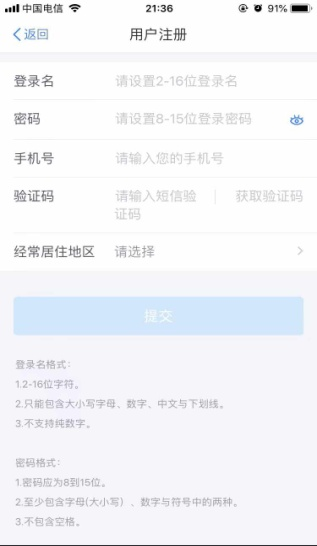 中国电信 21:36 91%
返回 用户注册
登录名 请设置2-16位登录名
密码 请设置8-15位登录密码
手机号 请输入您的手机号
验证码 请输入短信验 获取验证码
证码
经常居住地区 请选择
提交
登录名格式：
1.2-16位字符。
2.只能包含大小写字母、数字、中文与下划线。
3.不支持纯数字。
密码格式：
1.密码应为8到15位。
2.至少包含字母(大小写）、数字与符号中的两种。
3.不包含空格。